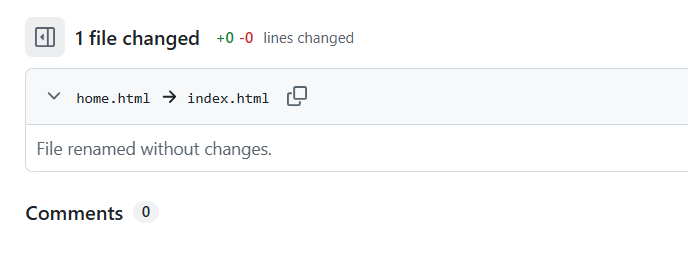 1 file changed +0 -0 lines changed
home.html → index.html
File renamed without changes.
Comments 0